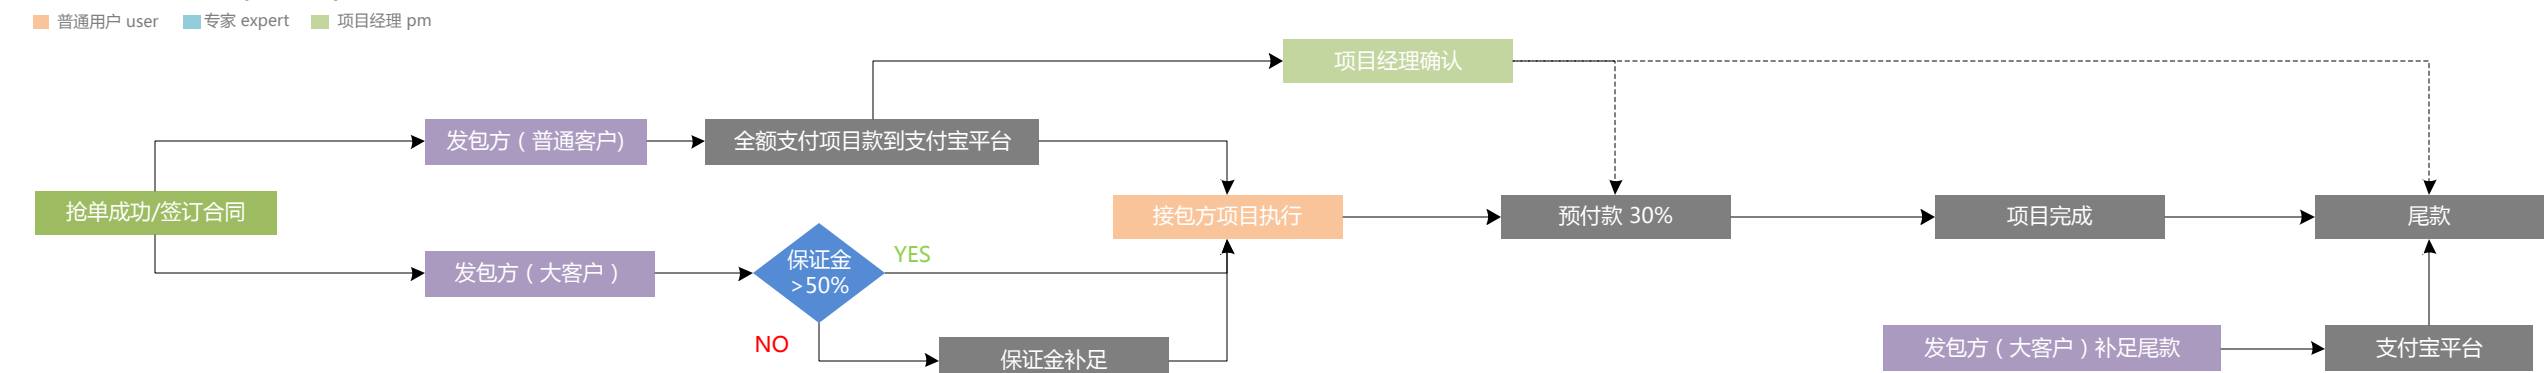 普通用户 user
专家 expert
项目经理 pm
项目经理确认
发包方（普通客户)
全额支付项目款到支付宝平台
抢单成功/签订合同
接包方项目执行
预付款 30%
项目完成
尾款
发包方（大客户）
保证金
>50%
YES
NO
保证金补足
发包方（大客户）补足尾款
支付宝平台